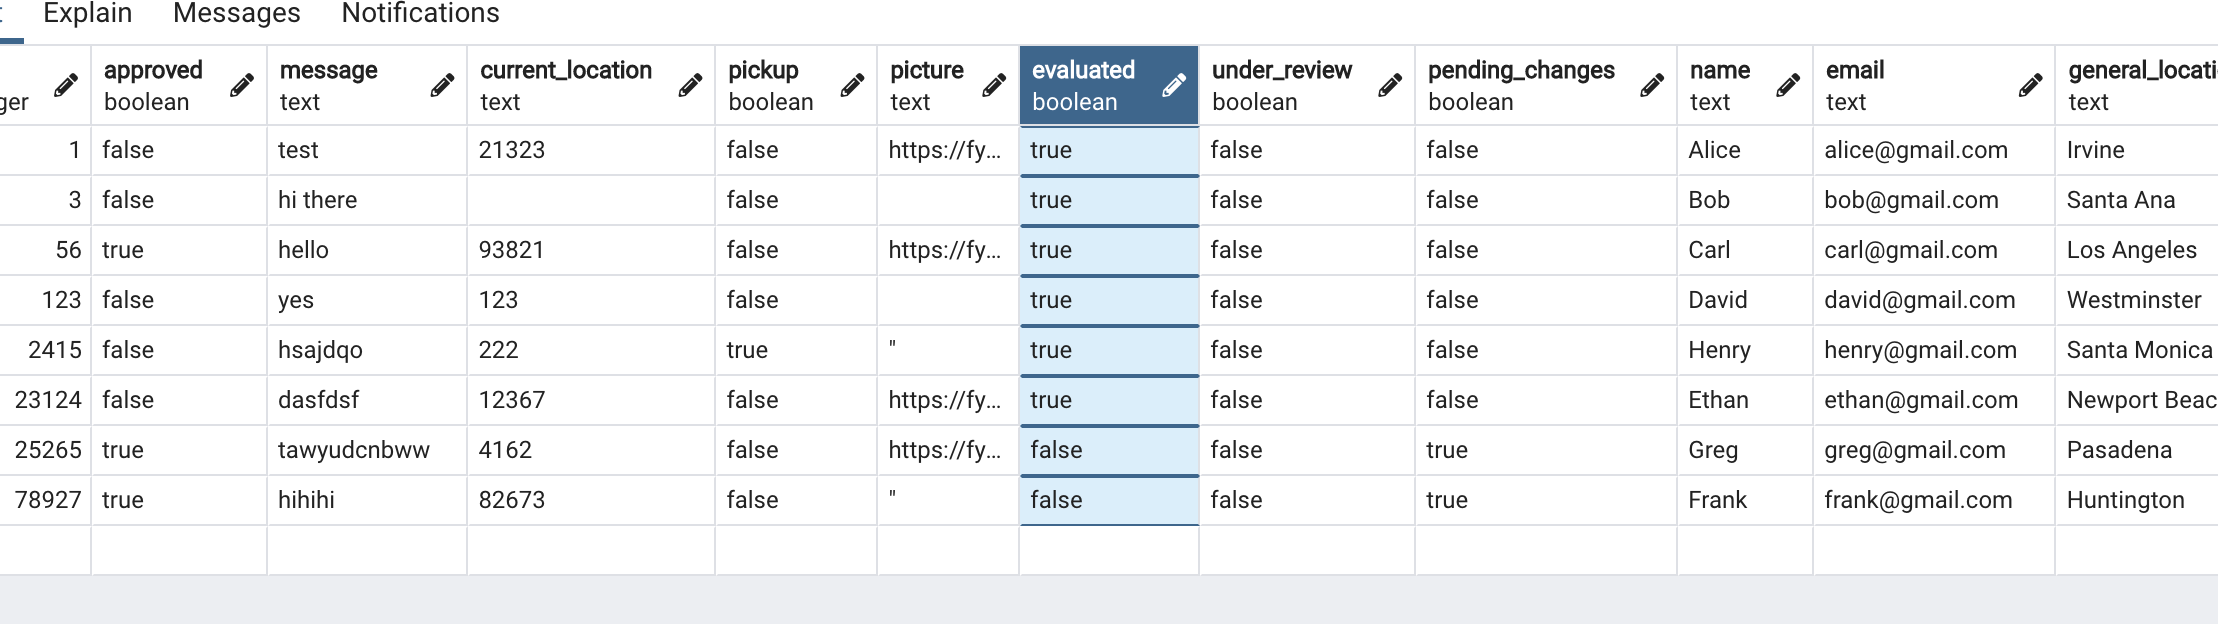 Explain Messages Notifications
approved message current_location pickup picture evaluated under_review pending_changes name email general_locati
ger boolean text text boolean text boolean boolean boolean text text text
1 false test 21323 false https://fy... true false false Alice alice@gmail.com Irvine
3 false hi there false true false false Bob bob@gmail.com Santa Ana
56 true hello 93821 false https://fy... true false false Carl carl@gmail.com Los Angeles
123 false yes 123 false true false false David david@gmail.com Westminster
2415 false hsajdqo 222 true " true false false Henry henry@gmail.com Santa Monica
23124 false dasfdsf 12367 false https://fy... true false false Ethan ethan@gmail.com Newport Beac
25265 true tawyudcnbww 4162 false https://fy... false false true Greg greg@gmail.com Pasadena
78927 true hihihi 82673 false " false false true Frank frank@gmail.com Huntington